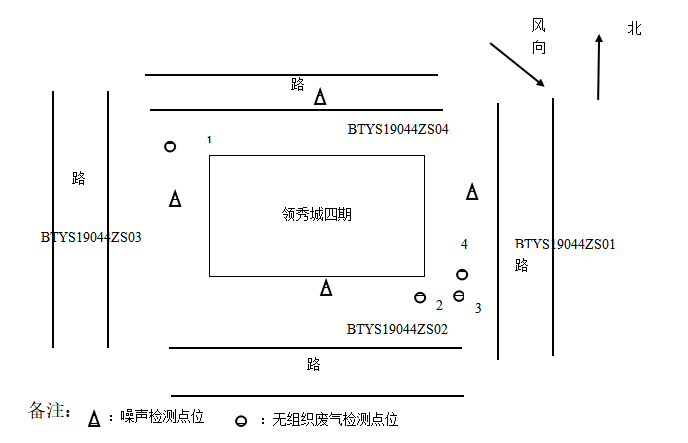 风向
北
路
BTYS19044ZS04
1
路
领秀城四期
BTYS19044ZS03
4
BTYS19044ZS01
路
2
3
BTYS19044ZS02
路
备注： ：噪声检测点位 ：无组织废气检测点位